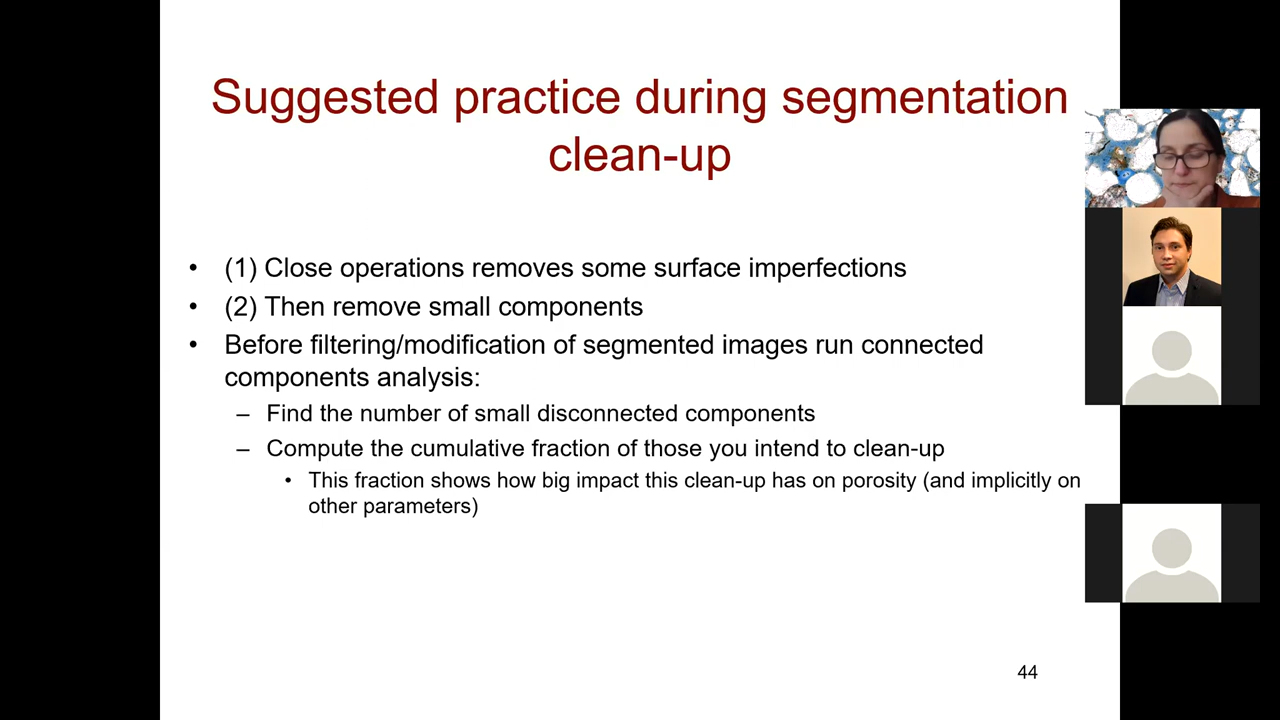 Suggested practice during segmentation
clean-up
• (1) Close operations removes some surface imperfections
• (2) Then remove small components
• Before filtering/modification of segmented images run connected
components analysis:
– Find the number of small disconnected components
– Compute the cumulative fraction of those you intend to clean-up
• This fraction shows how big impact this clean-up has on porosity (and implicitly on
other parameters)
44